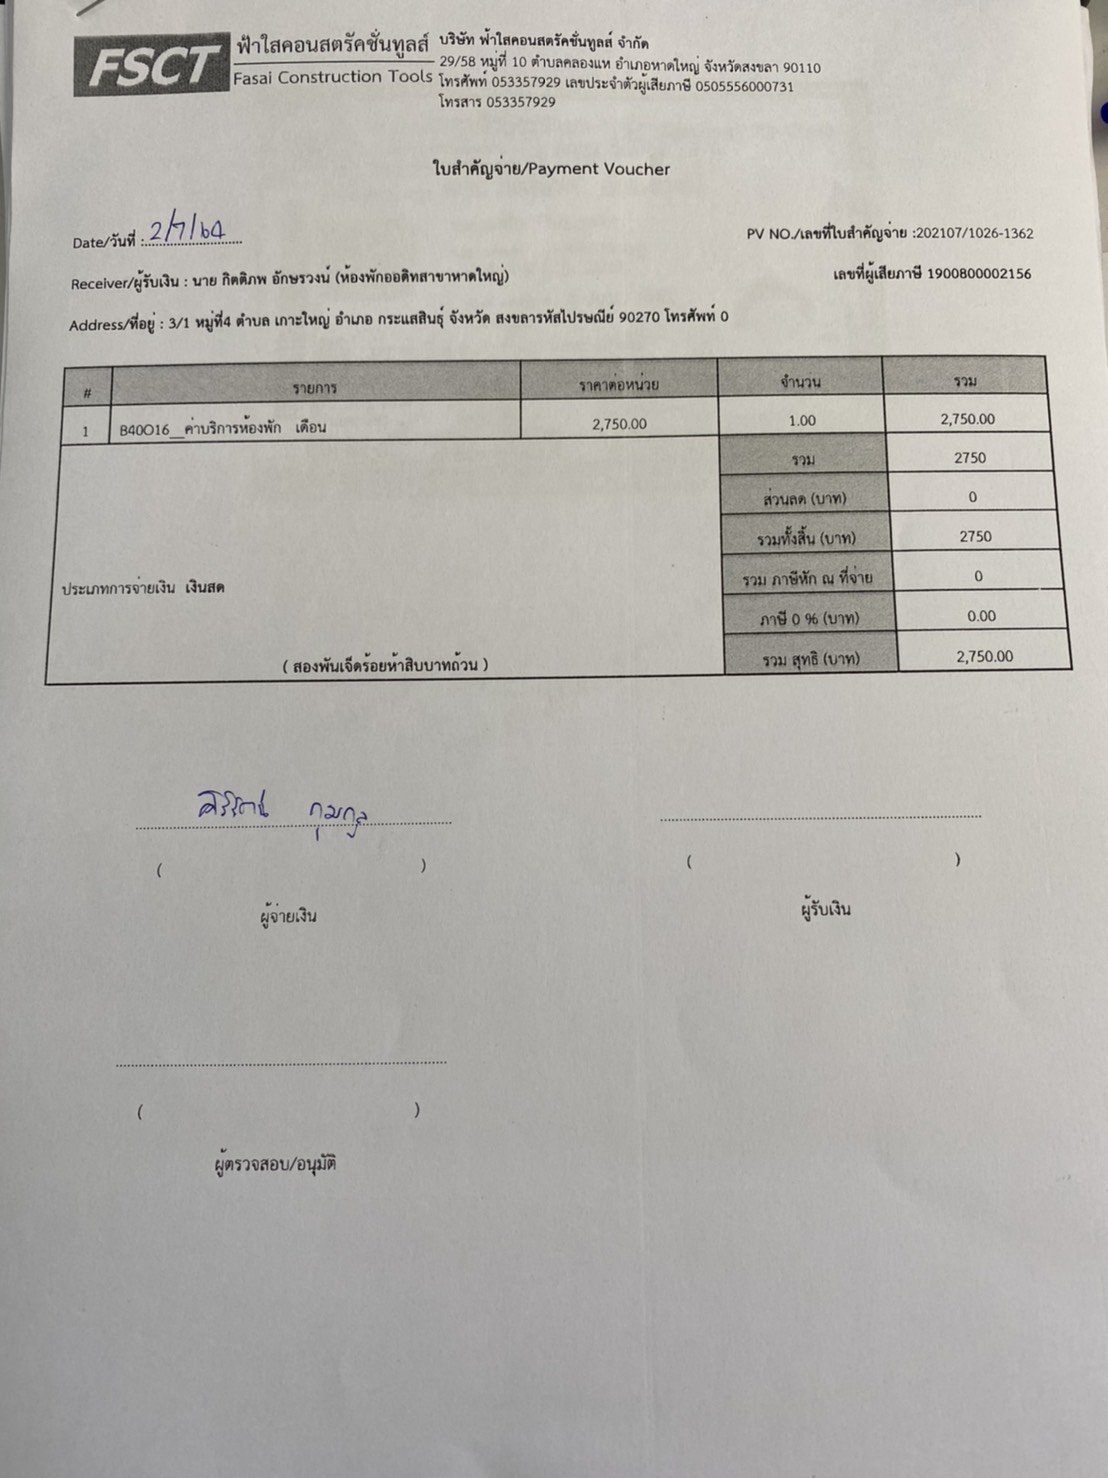 FSCT
ฟ้าใสคอนสตรัคชั่นทูลส์
Fasai Construction Tools
บริษัท ฟ้าใสคอนสตรัคชั่นทูลส์ จำกัด
29/58 หมู่ที่ 10 ตำบลคลองแห อำเภอหาดใหญ่ จังหวัดสงขลา 90110
โทรศัพท์ 053357929 เลขประจำตัวผู้เสียภาษี 0505556000731
โทรสาร 053357929
ใบสำคัญจ่าย/Payment Voucher
Date/วันที่ : 2/7/64
PV NO./เลขที่ใบสำคัญจ่าย :202107/1026-1362
Receiver/ผู้รับเงิน : นาย กิตติภพ อักษรวงน์ (ห้องพักออดิทสาขาหาดใหญ่)
เลขที่ผู้เสียภาษี 1900800002156
Address/ที่อยู่ : 3/1 หมู่ที่4 ตำบล เกาะใหญ่ อำเภอ กระแสสินธุ์ จังหวัด สงขลารหัสไปรษณีย์ 90270 โทรศัพท์ 0
# รายการ ราคาต่อหน่วย จำนวน รวม
1 B40O16__ค่าบริการห้องพัก เดือน 2,750.00 1.00 2,750.00
รวม 2750
ส่วนลด (บาท) 0
รวมทั้งสิ้น (บาท) 2750
ประเภทการจ่ายเงิน เงินสด
รวม ภาษีหัก ณ ที่จ่าย 0
ภาษี 0 % (บาท) 0.00
( สองพันเจ็ดร้อยห้าสิบบาทถ้วน )
รวม สุทธิ (บาท) 2,750.00
( )
( )
ผู้จ่ายเงิน
ผู้รับเงิน
( )
ผู้ตรวจสอบ/อนุมัติ